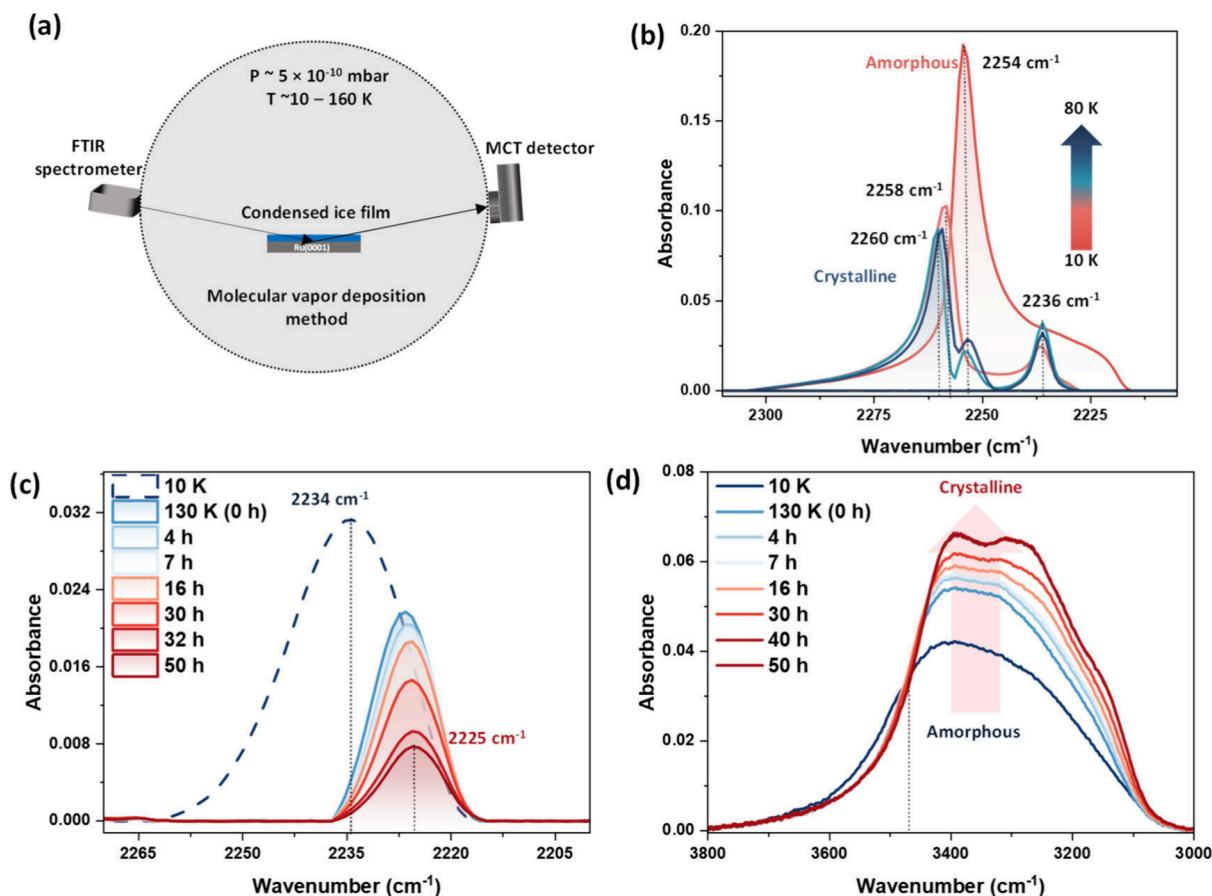 (a)
P ~ 5 × 10⁻¹⁰ mbar
T ~10 – 160 K
FTIR
spectrometer
MCT detector
Condensed ice film
Ru(0001)
Molecular vapor deposition
method
(b)
Absorbance
0.20
0.15
0.10
0.05
0.00
Amorphous
2254 cm⁻¹
80 K
2258 cm⁻¹
2260 cm⁻¹
Crystalline
10 K
2236 cm⁻¹
2300
2275
2250
2225
Wavenumber (cm⁻¹)
(c)
Absorbance
0.032
0.024
0.016
0.008
0.000
10 K
130 K (0 h)
4 h
7 h
16 h
30 h
32 h
50 h
2234 cm⁻¹
2225 cm⁻¹
2265
2250
2235
2220
2205
Wavenumber (cm⁻¹)
(d)
Absorbance
0.08
0.06
0.04
0.02
0.00
10 K
130 K (0 h)
4 h
7 h
16 h
30 h
40 h
50 h
Crystalline
Amorphous
3800
3600
3400
3200
3000
Wavenumber (cm⁻¹)